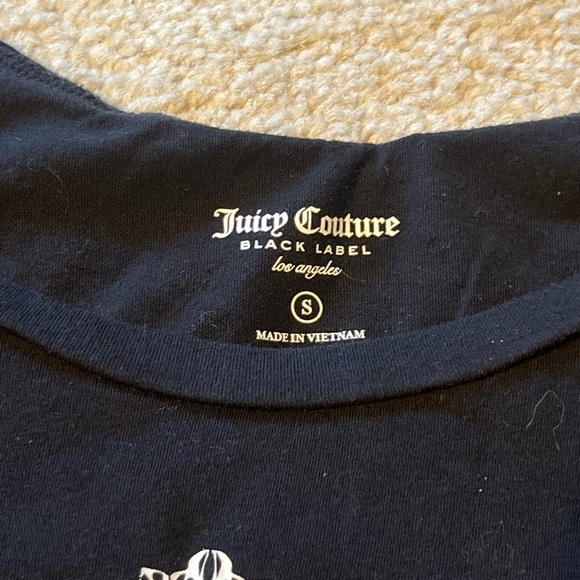 Juicy Couture
BLACK LABEL
los angeles
S
MADE IN VIETNAM